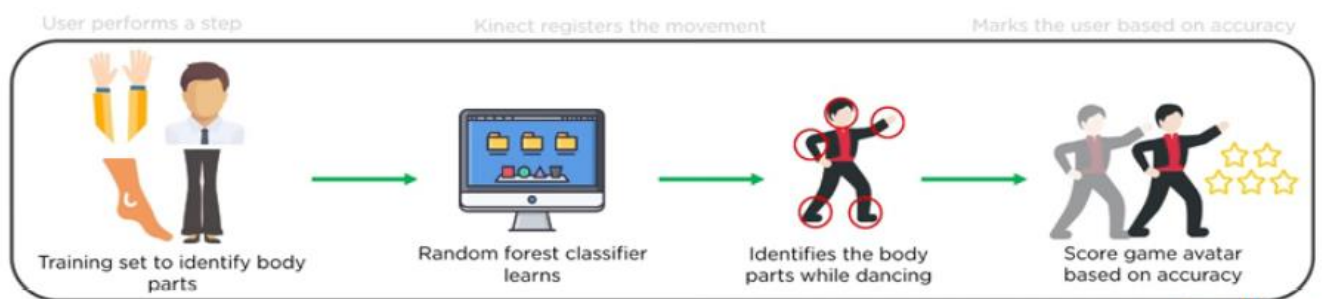 User performs a step
Kinect registers the movement
Marks the user based on accuracy
Training set to identify body
parts
Random forest classifier
learns
Identifies the body
parts while dancing
Score game avatar
based on accuracy